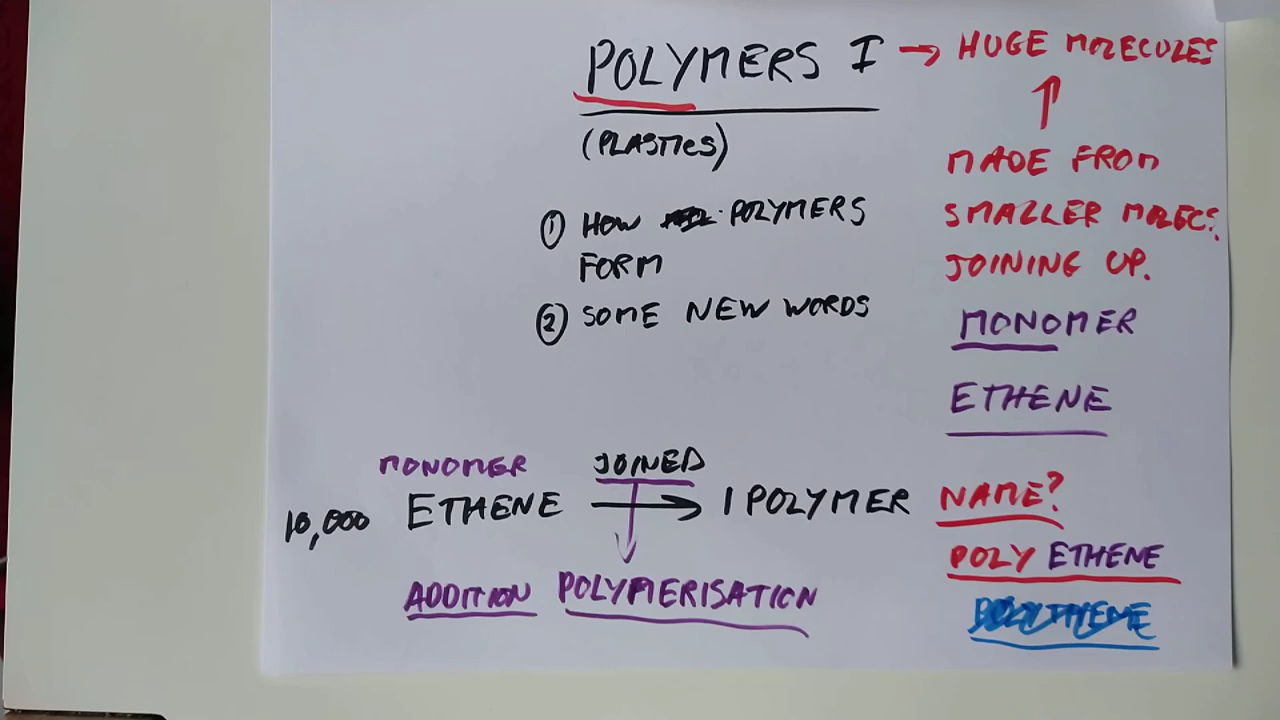 POLYMERS I → HUGE MOLECULES
(PLASTICS)
↑
MADE FROM
SMALLER MOLECS.
JOINING UP.
① HOW POLYMERS
FORM
② SOME NEW WORDS
MONOMER
ETHENE
MONOMER JOINED
10,000 ETHENE → 1 POLYMER
ADDITION POLYMERISATION
NAME?
POLY ETHENE
POLYTHENE